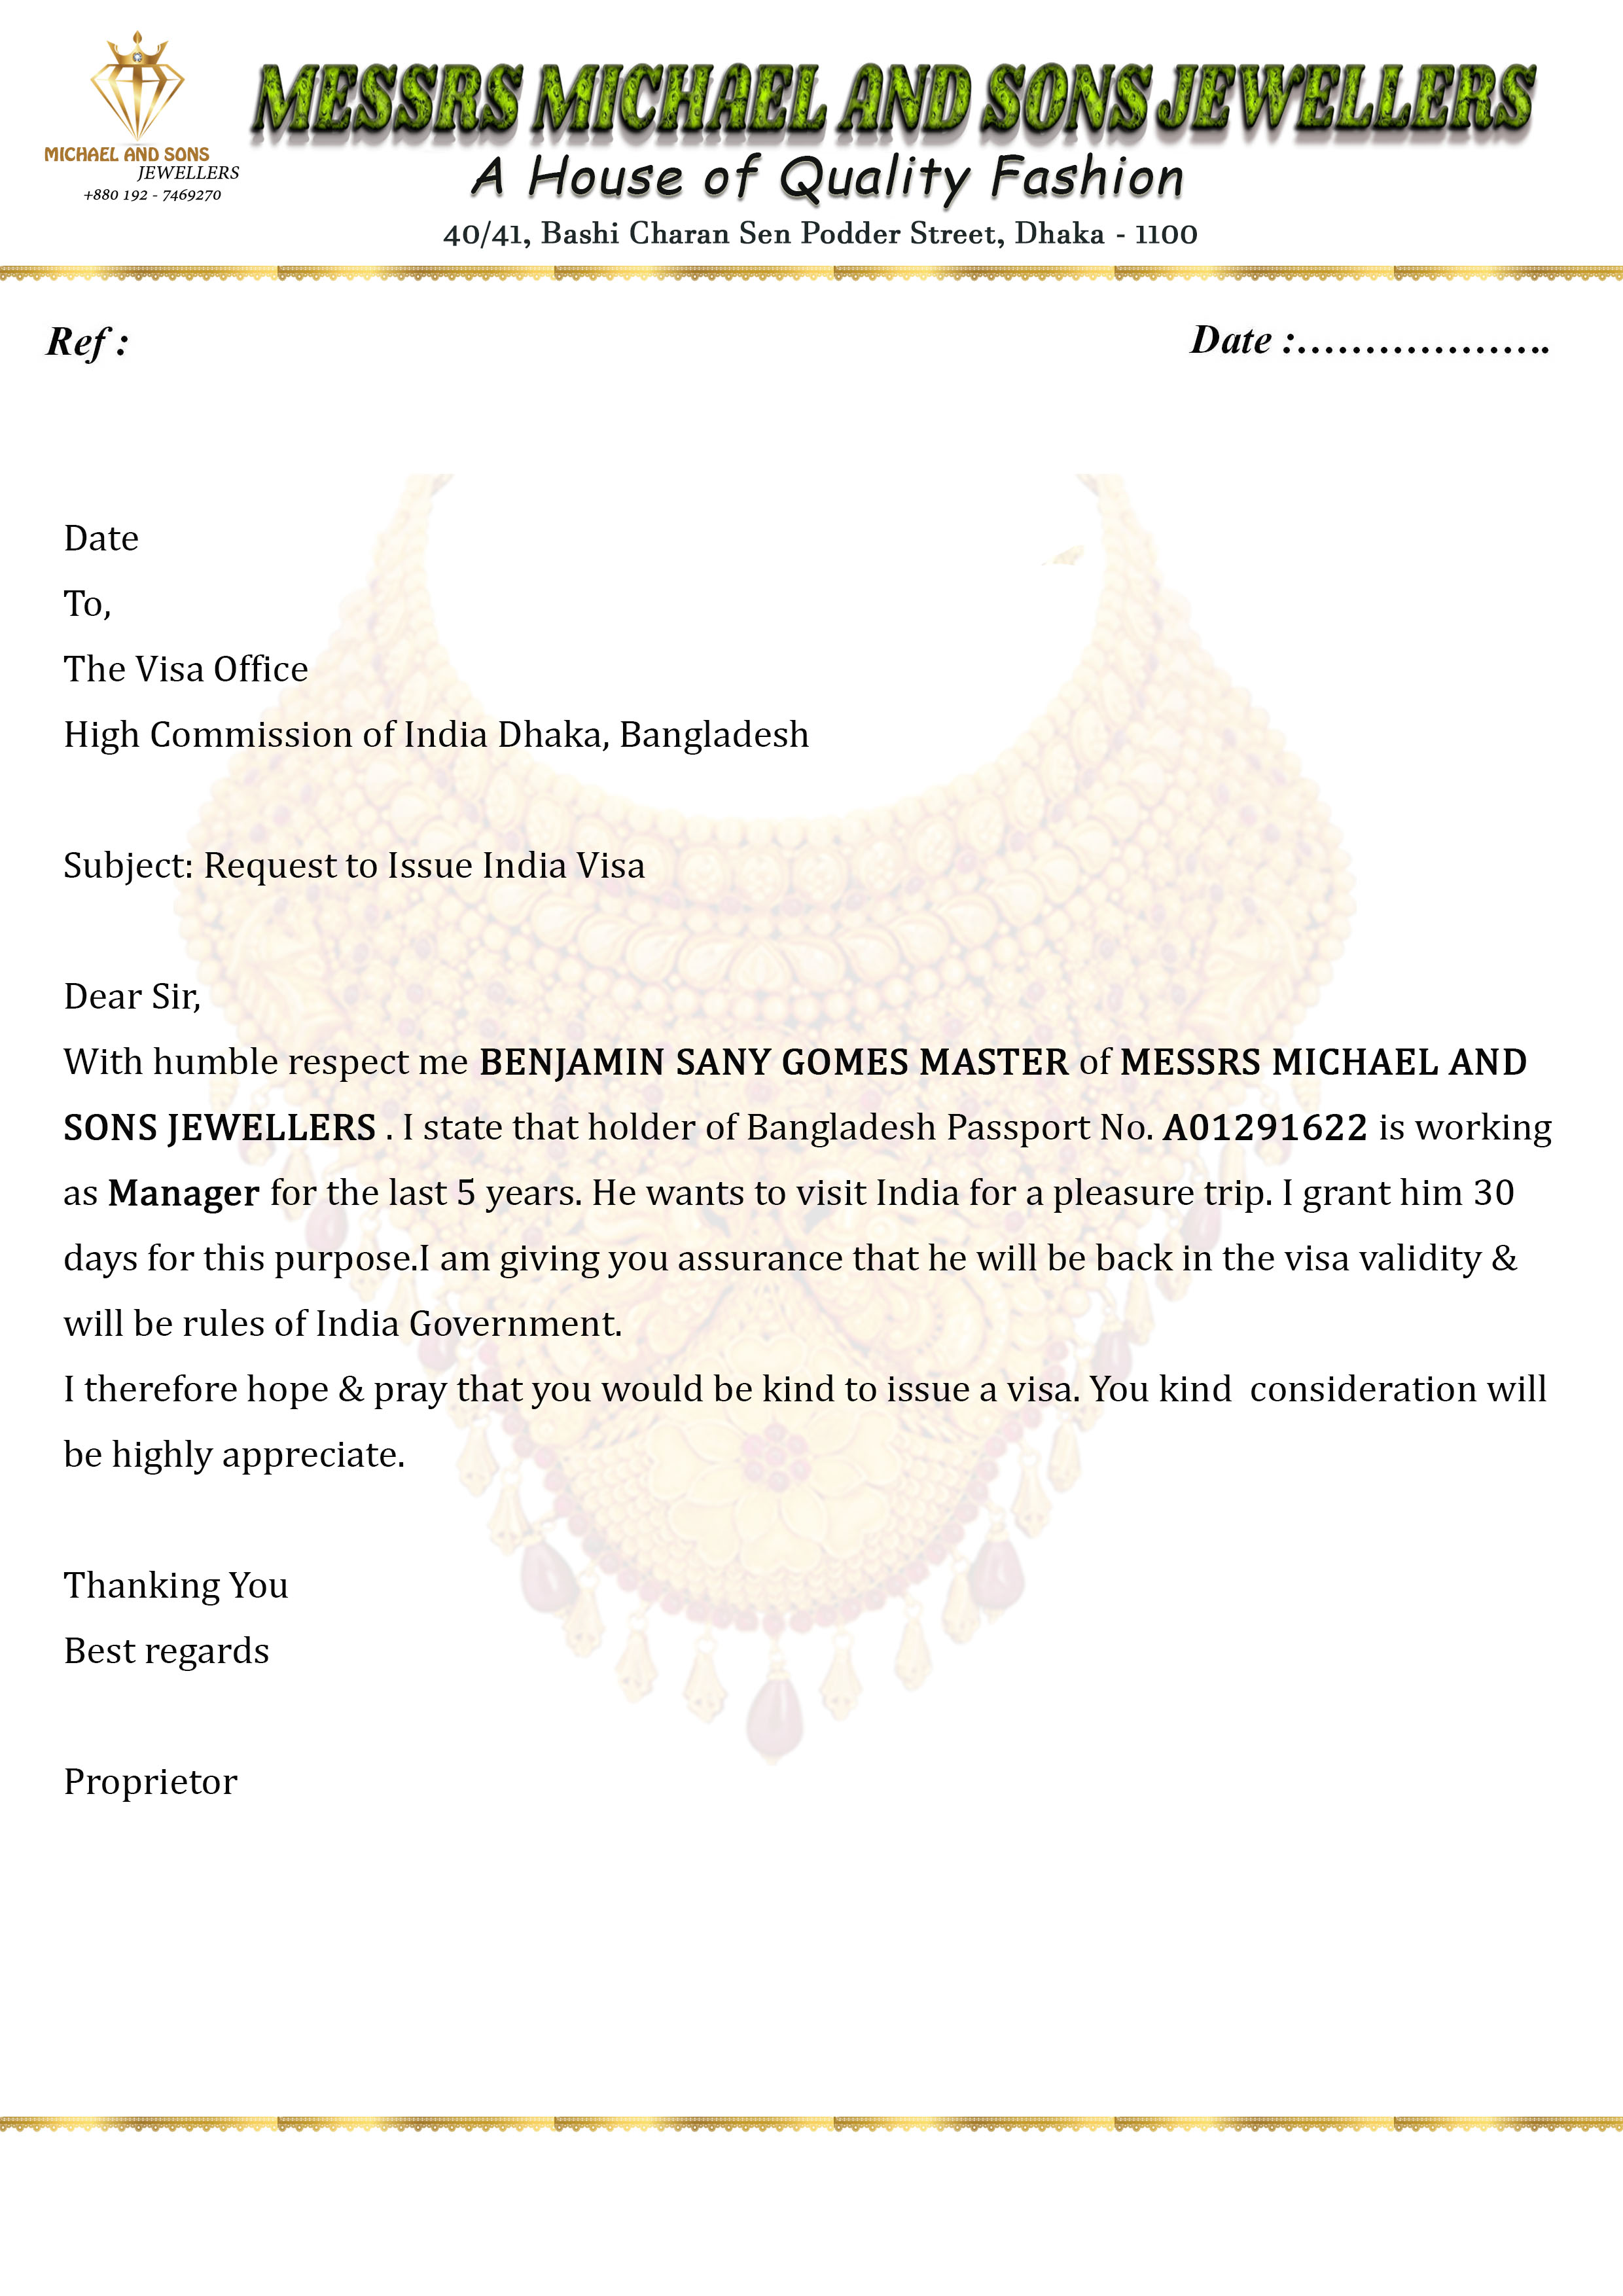 MICHAEL AND SONS
JEWELLERS
+880 192 - 7469270
MESSRS MICHAEL AND SONS JEWELLERS
A House of Quality Fashion
40/41, Bashi Charan Sen Podder Street, Dhaka - 1100
Ref :
Date :...................
Date
To,
The Visa Office
High Commission of India Dhaka, Bangladesh
Subject: Request to Issue India Visa
Dear Sir,
With humble respect me BENJAMIN SANY GOMES MASTER of MESSRS MICHAEL AND
SONS JEWELLERS . I state that holder of Bangladesh Passport No. A01291622 is working
as Manager for the last 5 years. He wants to visit India for a pleasure trip. I grant him 30
days for this purpose.I am giving you assurance that he will be back in the visa validity &
will be rules of India Government.
I therefore hope & pray that you would be kind to issue a visa. You kind  consideration will
be highly appreciate.
Thanking You
Best regards
Proprietor